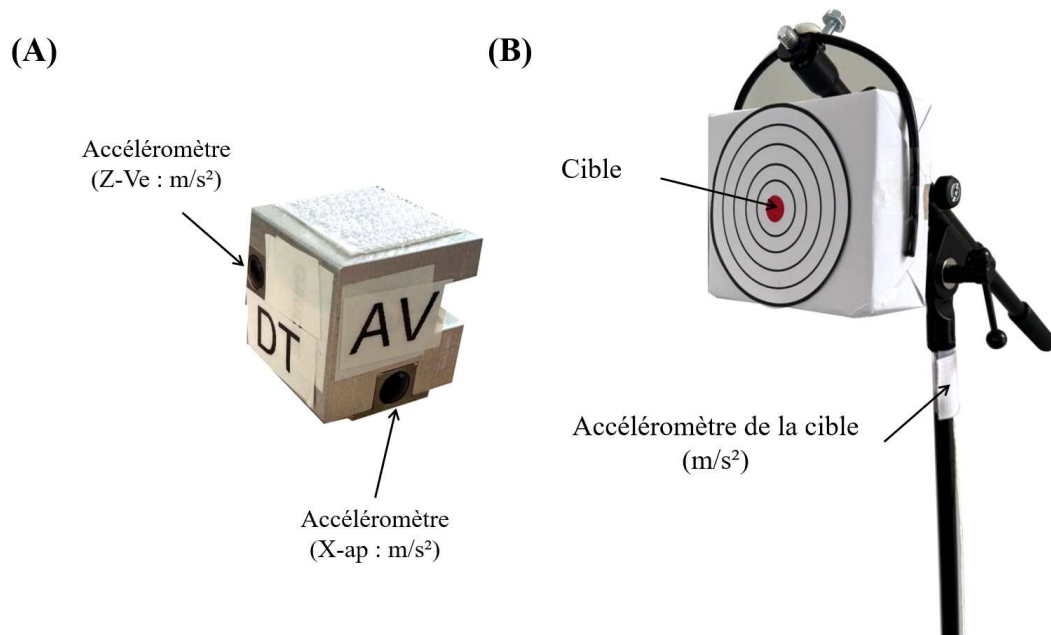 (A)
Accéléromètre
(Z-Ve : m/s²)
DT
AV
Accéléromètre
(X-ap : m/s²)
(B)
Cible
Accéléromètre de la cible
(m/s²)